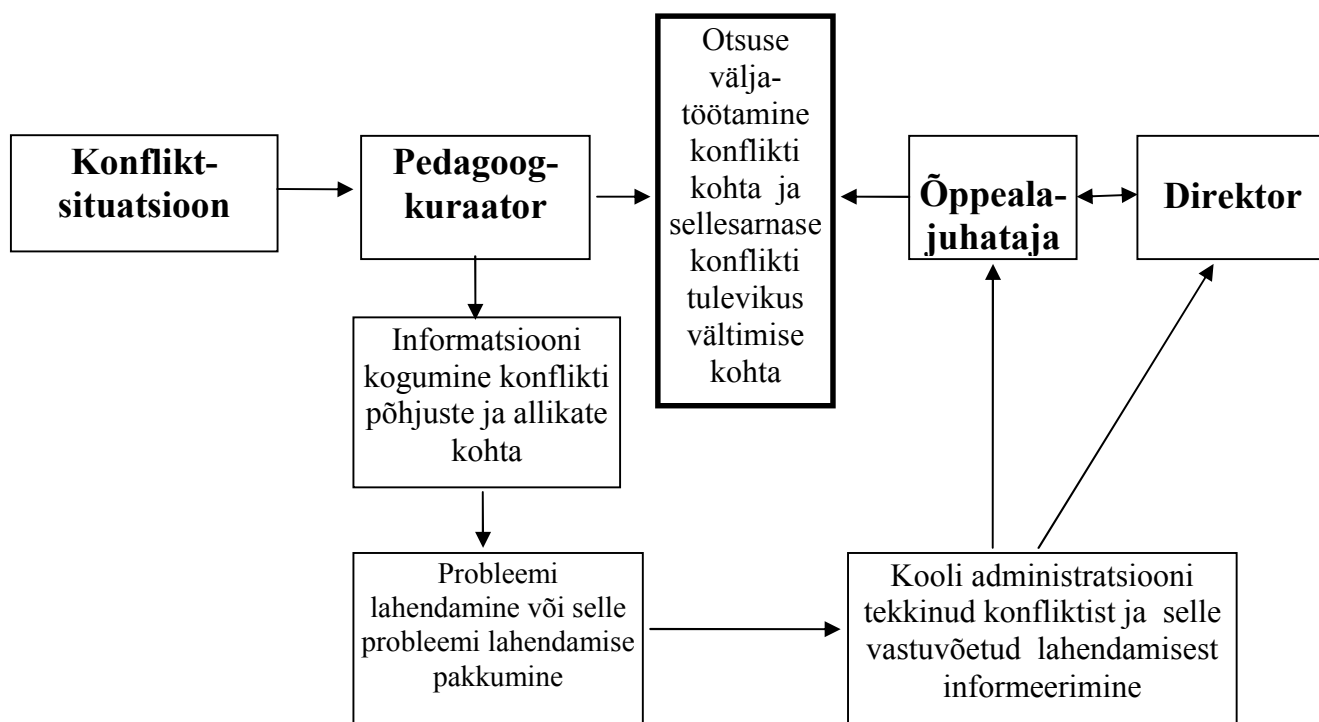 Konflikt-
situatsioon
Pedagoog-
kuraator
Otsuse
välja-
töötamine
konflikti
kohta ja
sellesarnase
konflikti
tulevikus
vältimise
kohta
Õppeala-
juhataja
Direktor
Informatsiooni
kogumine konflikti
põhjuste ja allikate
kohta
Probleemi
lahendamine või selle
probleemi lahendamise
pakkumine
Kooli administratsiooni
tekkinud konfliktist ja selle
vastuvõetud lahendamisest
informeerimine